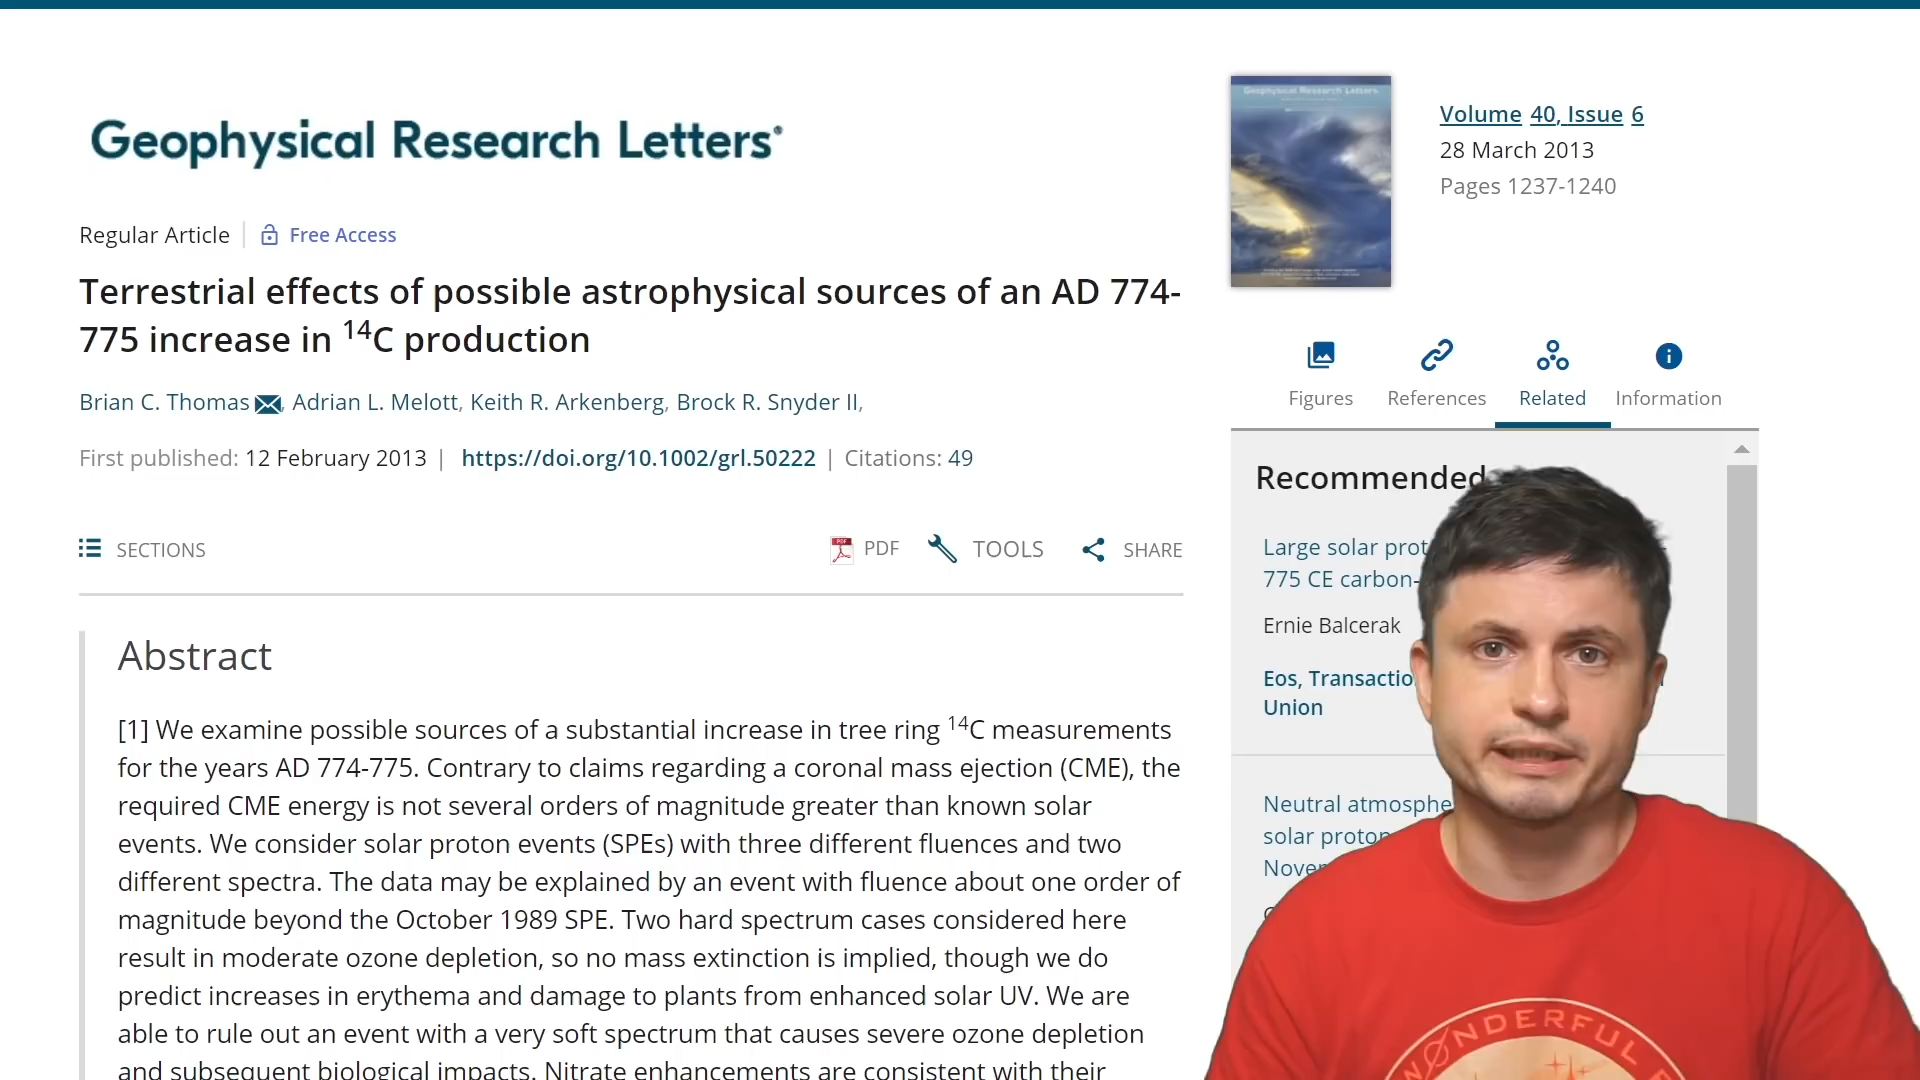 Geophysical Research Letters®
Regular Article
Free Access
Terrestrial effects of possible astrophysical sources of an AD 774-
775 increase in 14C production
Brian C. Thomas, Adrian L. Melott, Keith R. Arkenberg, Brock R. Snyder II,
First published: 12 February 2013 | https://doi.org/10.1002/grl.50222 | Citations: 49
SECTIONS
PDF
TOOLS
SHARE
Abstract
[1] We examine possible sources of a substantial increase in tree ring 14C measurements
for the years AD 774-775. Contrary to claims regarding a coronal mass ejection (CME), the
required CME energy is not several orders of magnitude greater than known solar
events. We consider solar proton events (SPEs) with three different fluences and two
different spectra. The data may be explained by an event with fluence about one order of
magnitude beyond the October 1989 SPE. Two hard spectrum cases considered here
result in moderate ozone depletion, so no mass extinction is implied, though we do
predict increases in erythema and damage to plants from enhanced solar UV. We are
able to rule out an event with a very soft spectrum that causes severe ozone depletion
and subsequent biological impacts. Nitrate enhancements are consistent with their
Geophysical Research Letters
Volume 40, Issue 6
28 March 2013
Pages 1237-1240
Figures
References
Related
Information
Recommended
Large solar prot
775 CE carbon-
Ernie Balcerak
Eos, Transactio
Union
Neutral atmosphe
solar proton
Novem
WONDERFUL